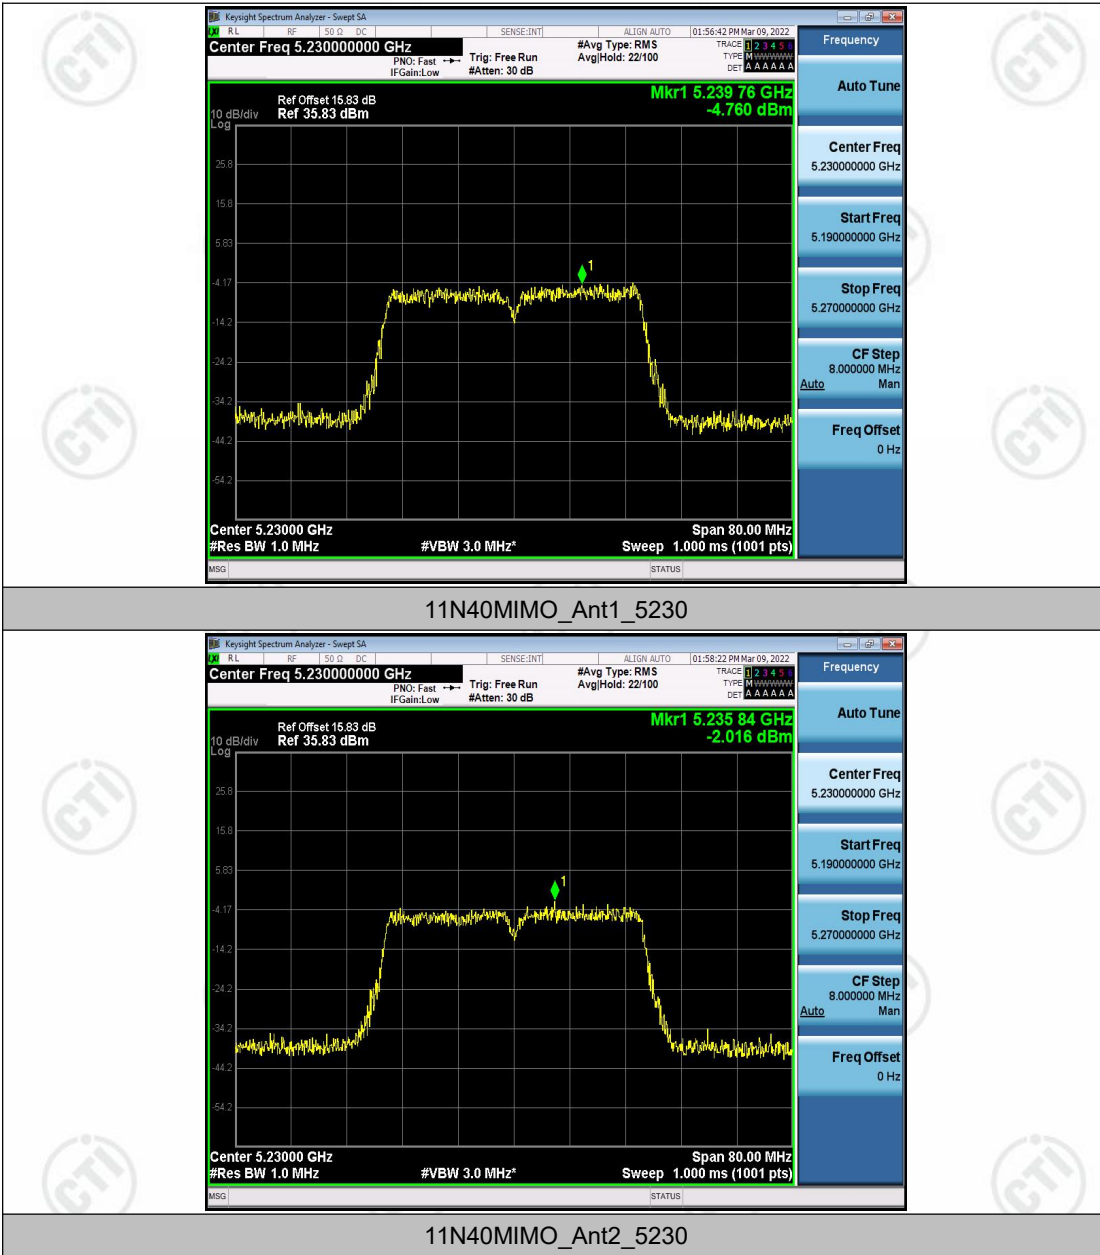 Keysight Spectrum Analyzer - Swept SA
RL RF 50 Ω DC SENSE:INT ALIGN AUTO 01:56:42 PM Mar 09, 2022
Center Freq 5.230000000 GHz
PNO: Fast
IFGain:Low
Trig: Free Run
#Atten: 30 dB
#Avg Type: RMS
Avg|Hold: 22/100
TRACE 1 2 3 4 5 6
TYPE M WWWWW
DET A A A A A A
Mkr1 5.239 76 GHz
-4.760 dBm
Ref Offset 15.83 dB
10 dB/div Ref 35.83 dBm
Log
25.8
15.8
5.83
-4.17
-14.2
-24.2
-34.2
-44.2
-54.2
1
Center 5.23000 GHz Span 80.00 MHz
#Res BW 1.0 MHz #VBW 3.0 MHz* Sweep 1.000 ms (1001 pts)
MSG STATUS
Frequency
Auto Tune
Center Freq
5.230000000 GHz
Start Freq
5.190000000 GHz
Stop Freq
5.270000000 GHz
CF Step
8.000000 MHz
Auto Man
Freq Offset
0 Hz
11N40MIMO_Ant1_5230
Keysight Spectrum Analyzer - Swept SA
RL RF 50 Ω DC SENSE:INT ALIGN AUTO 01:58:22 PM Mar 09, 2022
Center Freq 5.230000000 GHz
PNO: Fast
IFGain:Low
Trig: Free Run
#Atten: 30 dB
#Avg Type: RMS
Avg|Hold: 22/100
TRACE 1 2 3 4 5 6
TYPE M WWWWW
DET A A A A A A
Mkr1 5.235 84 GHz
-2.016 dBm
Ref Offset 15.83 dB
10 dB/div Ref 35.83 dBm
Log
25.8
15.8
5.83
-4.17
-14.2
-24.2
-34.2
-44.2
-54.2
1
Center 5.23000 GHz Span 80.00 MHz
#Res BW 1.0 MHz #VBW 3.0 MHz* Sweep 1.000 ms (1001 pts)
MSG STATUS
Frequency
Auto Tune
Center Freq
5.230000000 GHz
Start Freq
5.190000000 GHz
Stop Freq
5.270000000 GHz
CF Step
8.000000 MHz
Auto Man
Freq Offset
0 Hz
11N40MIMO_Ant2_5230
CTI
CTI
CTI
CTI
CTI
CTI
CTI
CTI